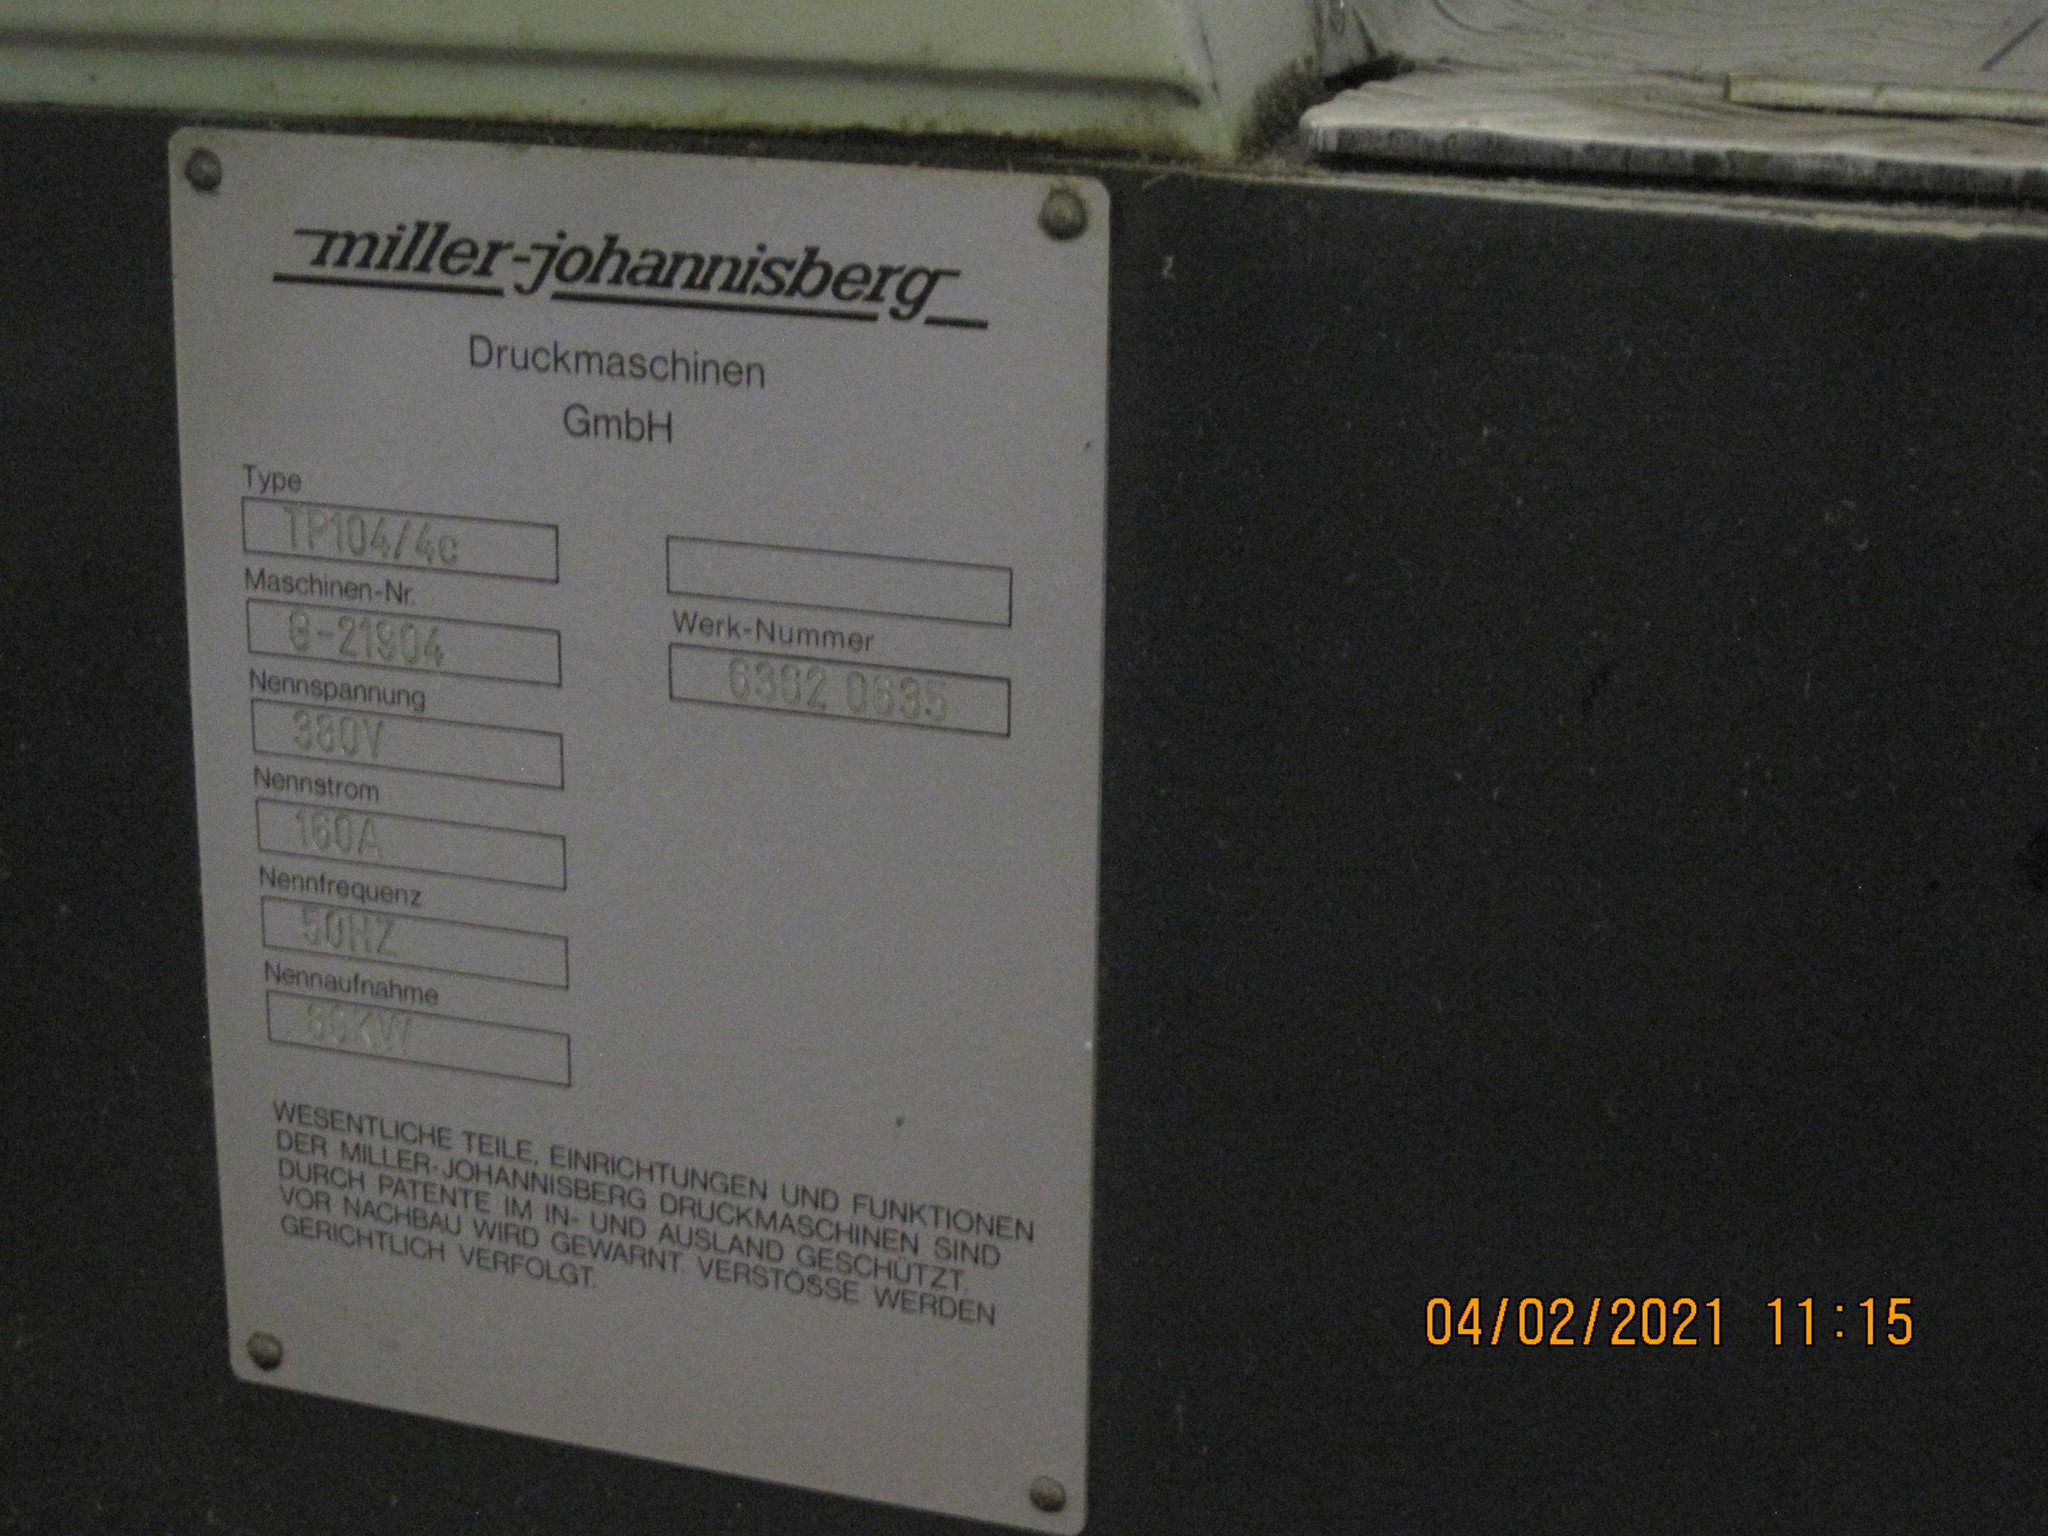 miller-johannisberg
Druckmaschinen
GmbH
Type
TP104/4c
Maschinen-Nr.
G-21904
Werk-Nummer
Nennspannung
380V
Nennstrom
160A
Nennfrequenz
50HZ
Nennaufnahme
WESENTLICHE TEILE, EINRICHTUNGEN UND FUNKTIONEN
DER MILLER-JOHANNISBERG DRUCKMASCHINEN SIND
DURCH PATENTE IM IN- UND AUSLAND GESCHÜTZT.
VOR NACHBAU WIRD GEWARNT. VERSTÖSSE WERDEN
GERICHTLICH VERFOLGT.
04/02/2021 11:15